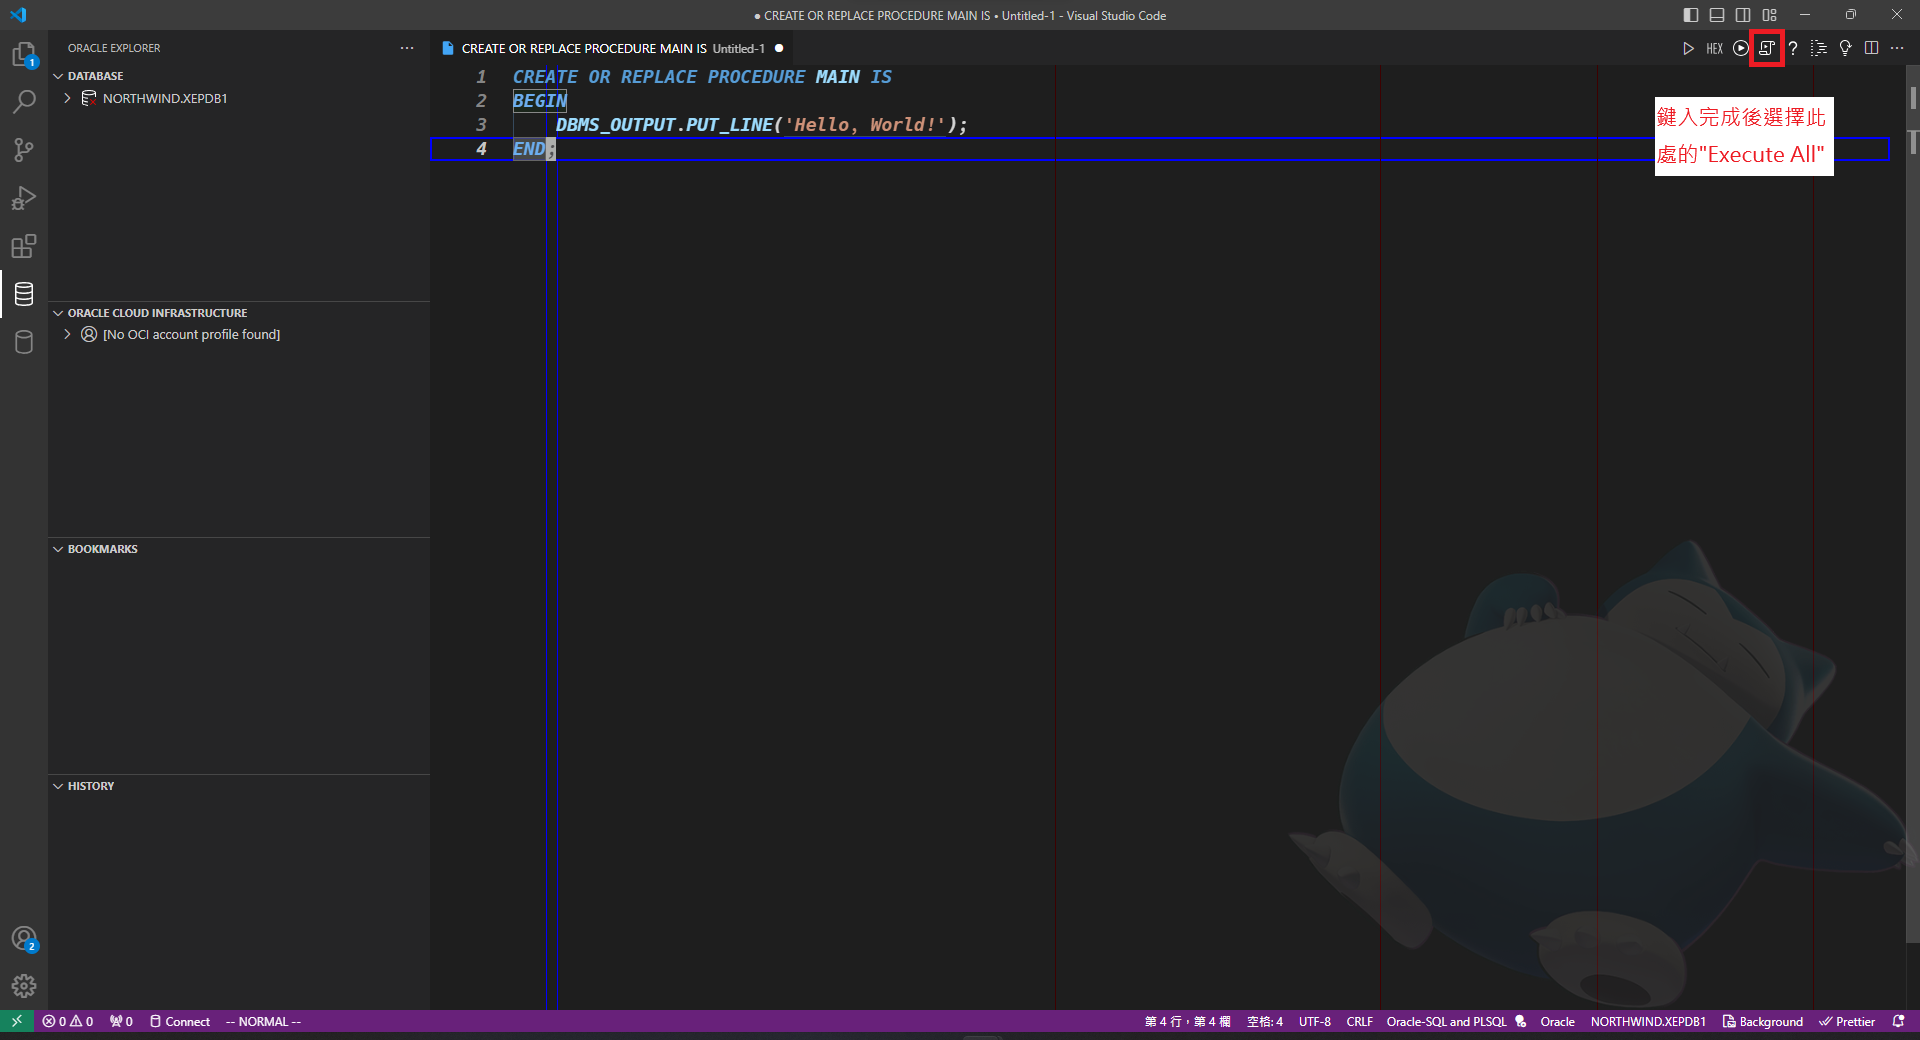 ● CREATE OR REPLACE PROCEDURE MAIN IS • Untitled-1 - Visual Studio Code
ORACLE EXPLORER
CREATE OR REPLACE PROCEDURE MAIN IS Untitled-1 ●
HEX
1
DATABASE
NORTHWIND.XEPDB1
1 CREATE OR REPLACE PROCEDURE MAIN IS
2 BEGIN
3 DBMS_OUTPUT.PUT_LINE('Hello, World!');
4 END;
鍵入完成後選擇此
處的"Execute All"
ORACLE CLOUD INFRASTRUCTURE
[No OCI account profile found]
BOOKMARKS
HISTORY
2
0 0 0 Connect -- NORMAL -- 第 4 行，第 4 欄 空格: 4 UTF-8 CRLF Oracle-SQL and PLSQL Oracle NORTHWIND.XEPDB1 Background Prettier